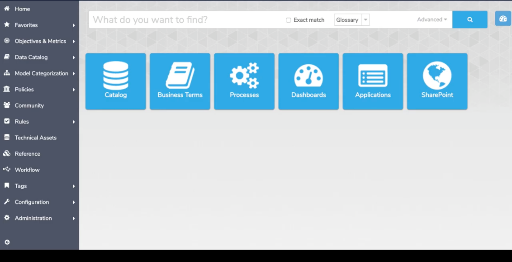 Home
Favorites
Objectives & Metrics
Data Catalog
Model Categorization
Policies
Community
Rules
Technical Assets
Reference
Workflow
Tags
Configuration
Administration
What do you want to find?
Exact match
Glossary
Advanced
Catalog
Business Terms
Processes
Dashboards
Applications
SharePoint